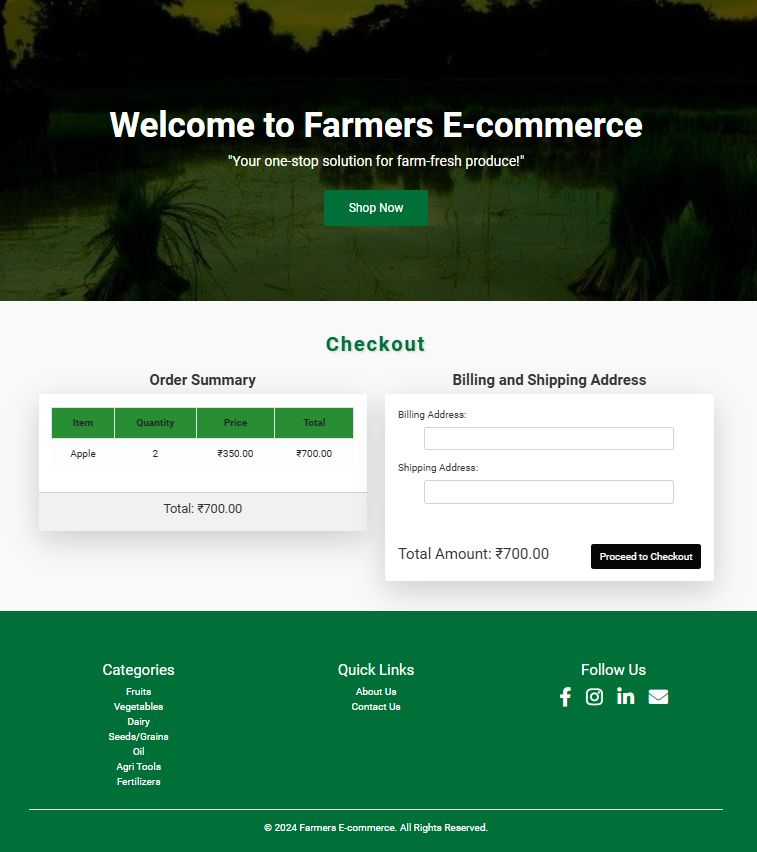 Welcome to Farmers E-commerce
"Your one-stop solution for farm-fresh produce!"
Shop Now
Checkout
Order Summary
Item Quantity Price Total
Apple 2 ₹350.00 ₹700.00
Total: ₹700.00
Billing and Shipping Address
Billing Address:
Shipping Address:
Total Amount: ₹700.00
Proceed to Checkout
Categories
Fruits
Vegetables
Dairy
Seeds/Grains
Oil
Agri Tools
Fertilizers
Quick Links
About Us
Contact Us
Follow Us
© 2024 Farmers E-commerce. All Rights Reserved.